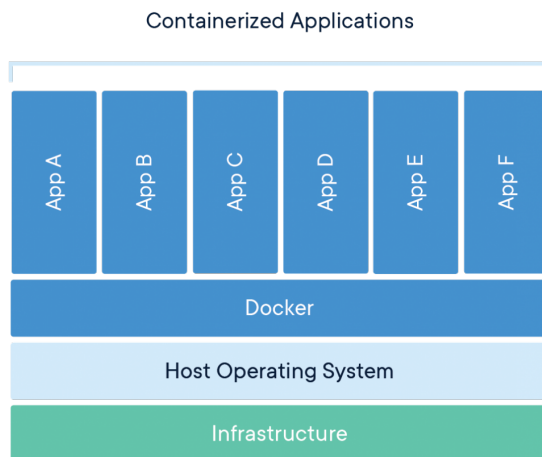 Containerized Applications
App A
App B
App C
App D
App E
App F
Docker
Host Operating System
Infrastructure